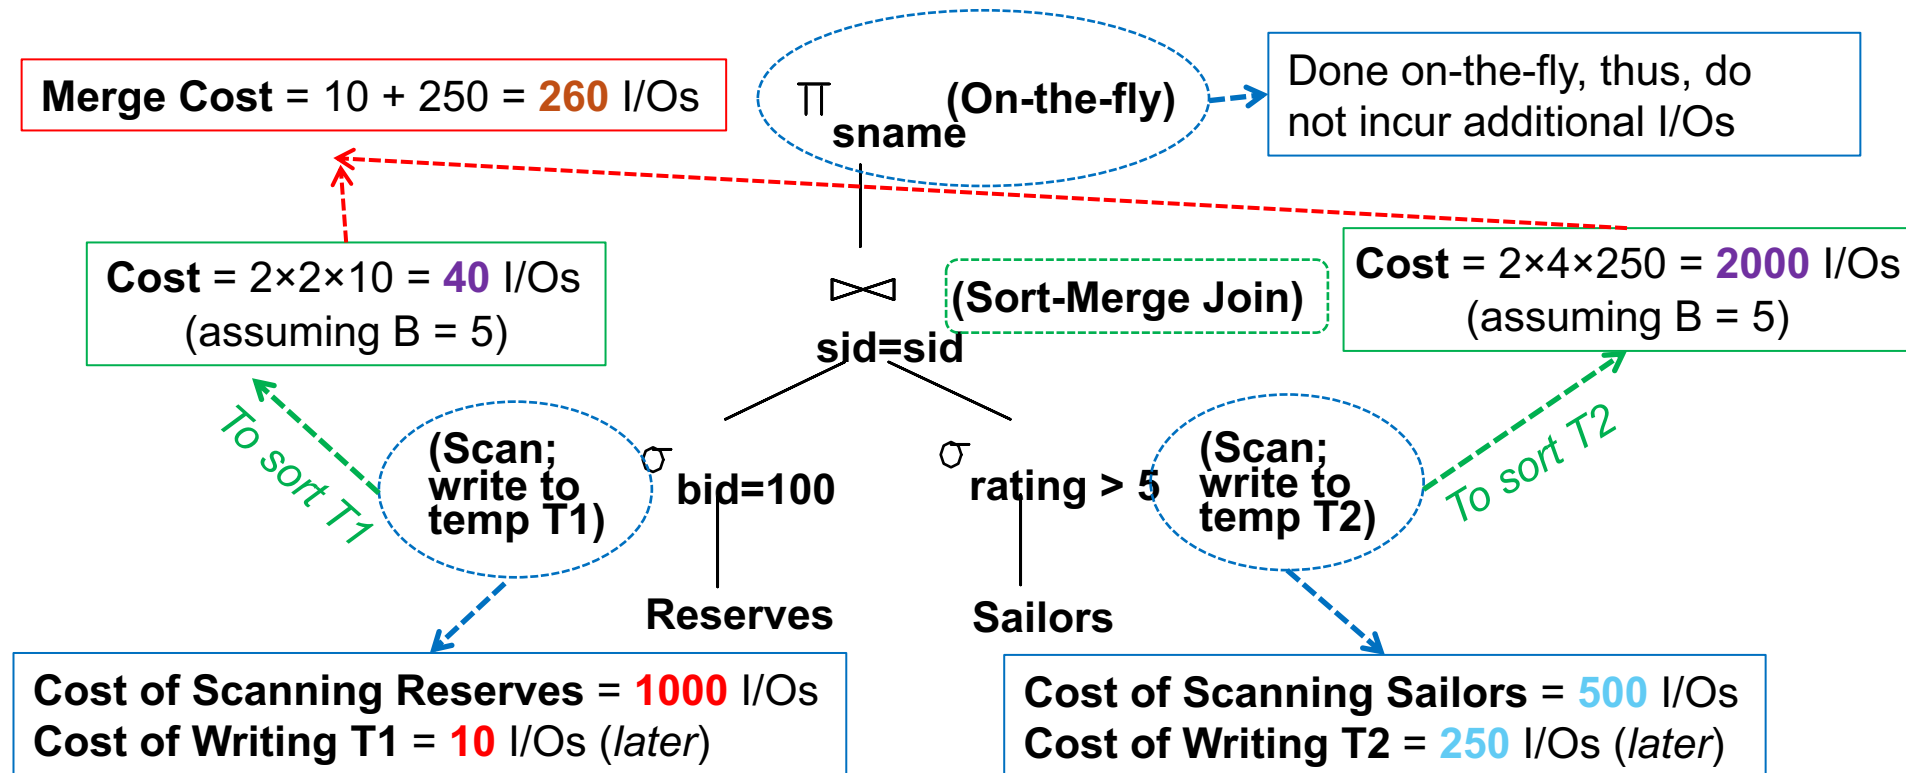 Merge Cost = 10 + 250 = 260 I/Os
π (On-the-fly)
sname
Done on-the-fly, thus, do
not incur additional I/Os
Cost = 2×2×10 = 40 I/Os
(assuming B = 5)
⋈ (Sort-Merge Join)
sid=sid
Cost = 2×4×250 = 2000 I/Os
(assuming B = 5)
To sort T1
(Scan;
write to
temp T1)
σ
bid=100
σ
rating > 5
(Scan;
write to
temp T2)
To sort T2
Reserves
Sailors
Cost of Scanning Reserves = 1000 I/Os
Cost of Writing T1 = 10 I/Os (later)
Cost of Scanning Sailors = 500 I/Os
Cost of Writing T2 = 250 I/Os (later)